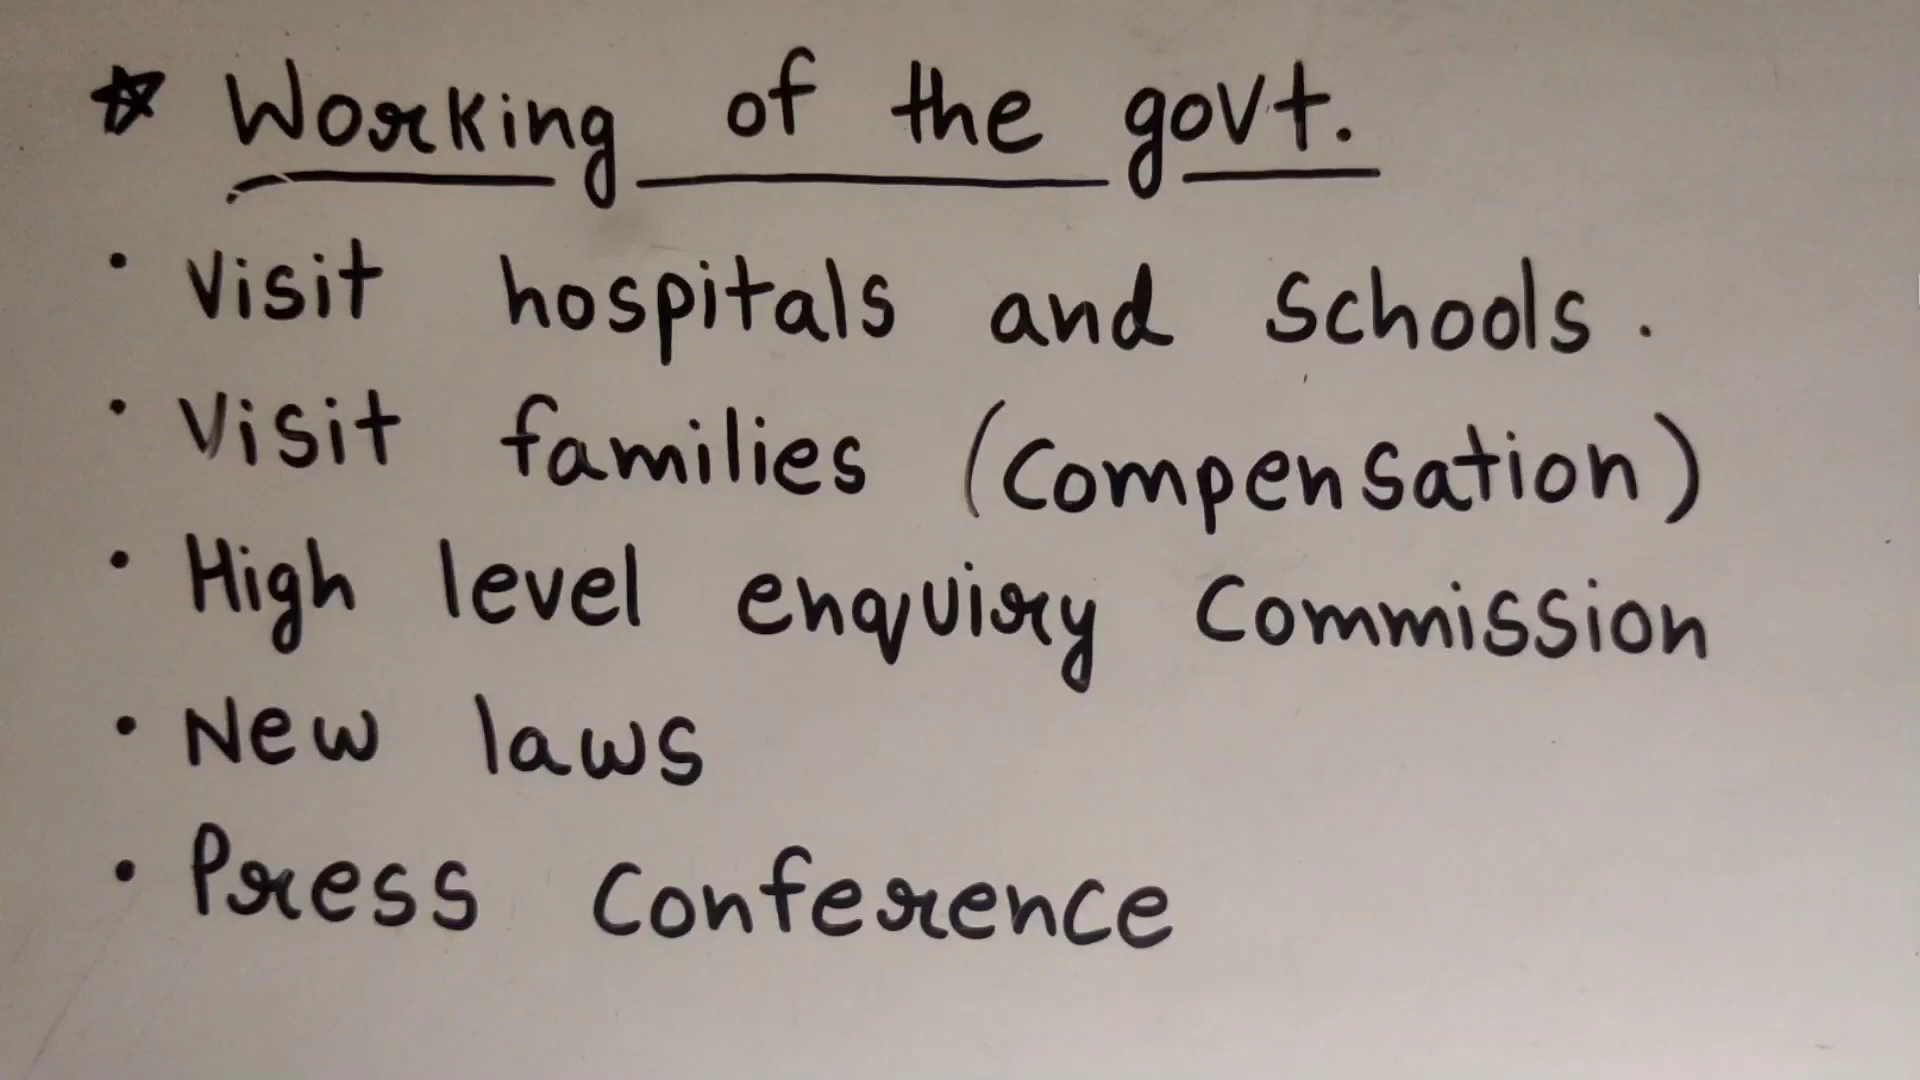 ☆ Working of the govt.
• Visit hospitals and schools.
• Visit families (Compensation)
• High level enquiry Commission
• New laws
• Press Conference